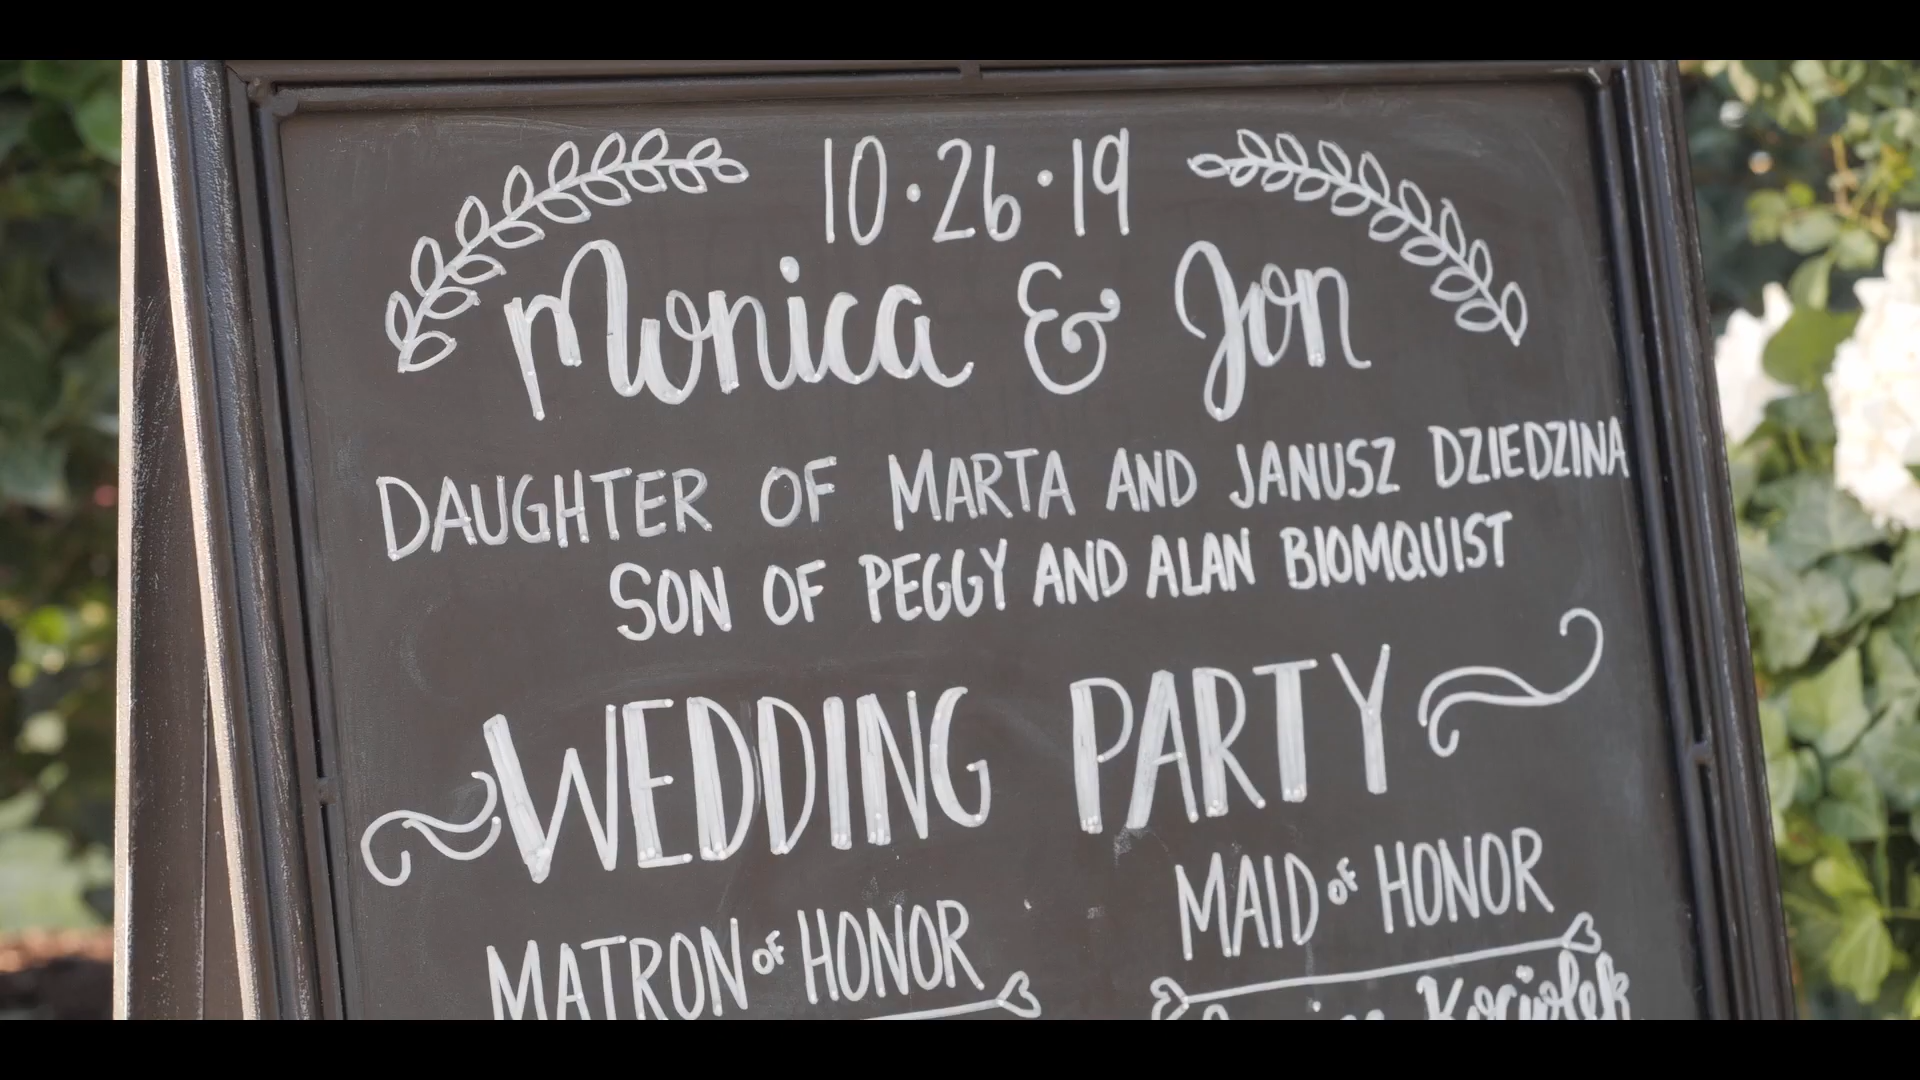 10·26·19
Monica & Jon
DAUGHTER OF MARTA AND JANUSZ DZIEDZINA
SON OF PEGGY AND ALAN BIOMQUIST
WEDDING PARTY
MATRON OF HONOR
MAID OF HONOR